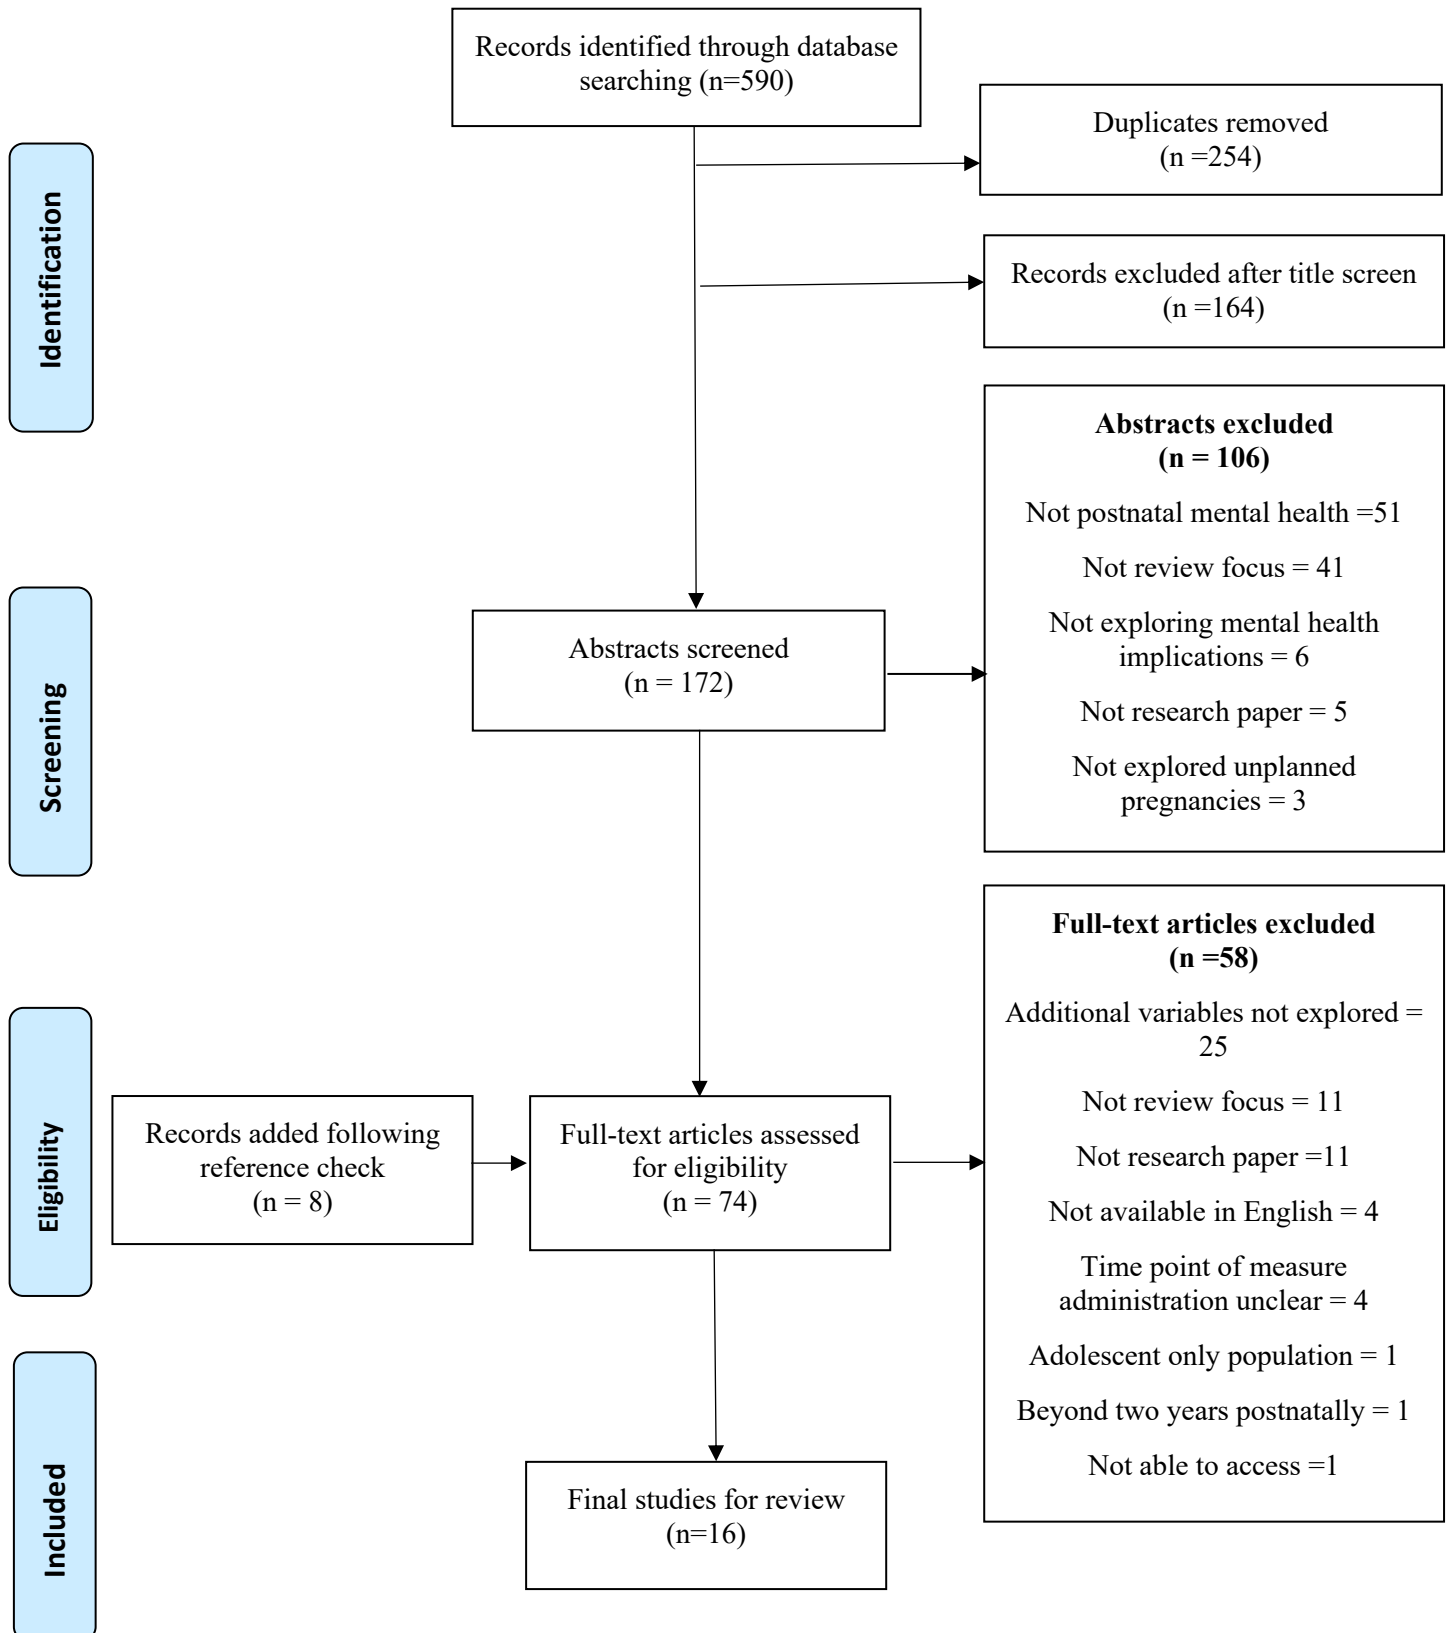 Records identified through database
searching (n=590)
Duplicates removed
(n =254)
Identification
Records excluded after title screen
(n =164)
Abstracts excluded
(n = 106)
Not postnatal mental health =51
Not review focus = 41
Not exploring mental health
implications = 6
Not research paper = 5
Not explored unplanned
pregnancies = 3
Screening
Abstracts screened
(n = 172)
Full-text articles excluded
(n =58)
Additional variables not explored =
25
Not review focus = 11
Not research paper =11
Not available in English = 4
Time point of measure
administration unclear = 4
Adolescent only population = 1
Beyond two years postnatally = 1
Not able to access =1
Eligibility
Records added following
reference check
(n = 8)
Full-text articles assessed
for eligibility
(n = 74)
Included
Final studies for review
(n=16)